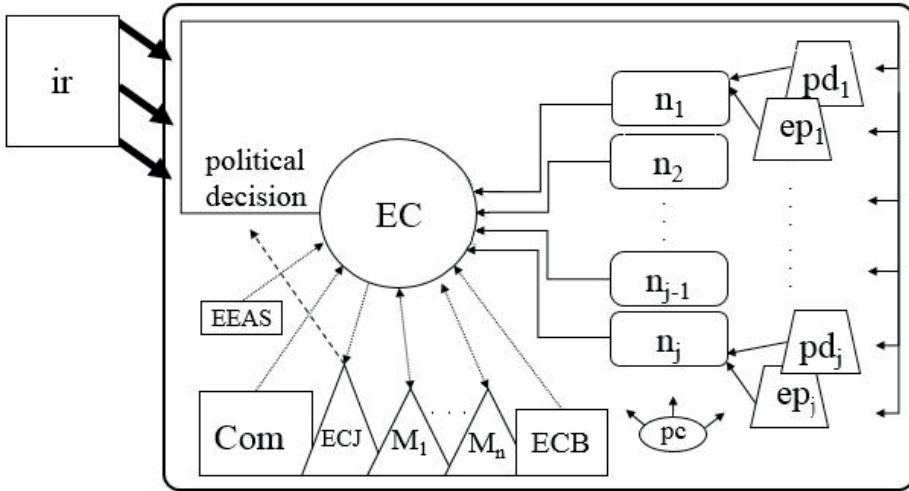 ir
political
decision
EC
EEAS
Com
ECJ
M₁
. . .
Mₙ
ECB
n₁
n₂
nⱼ₋₁
nⱼ
pd₁
ep₁
pdⱼ
epⱼ
pc